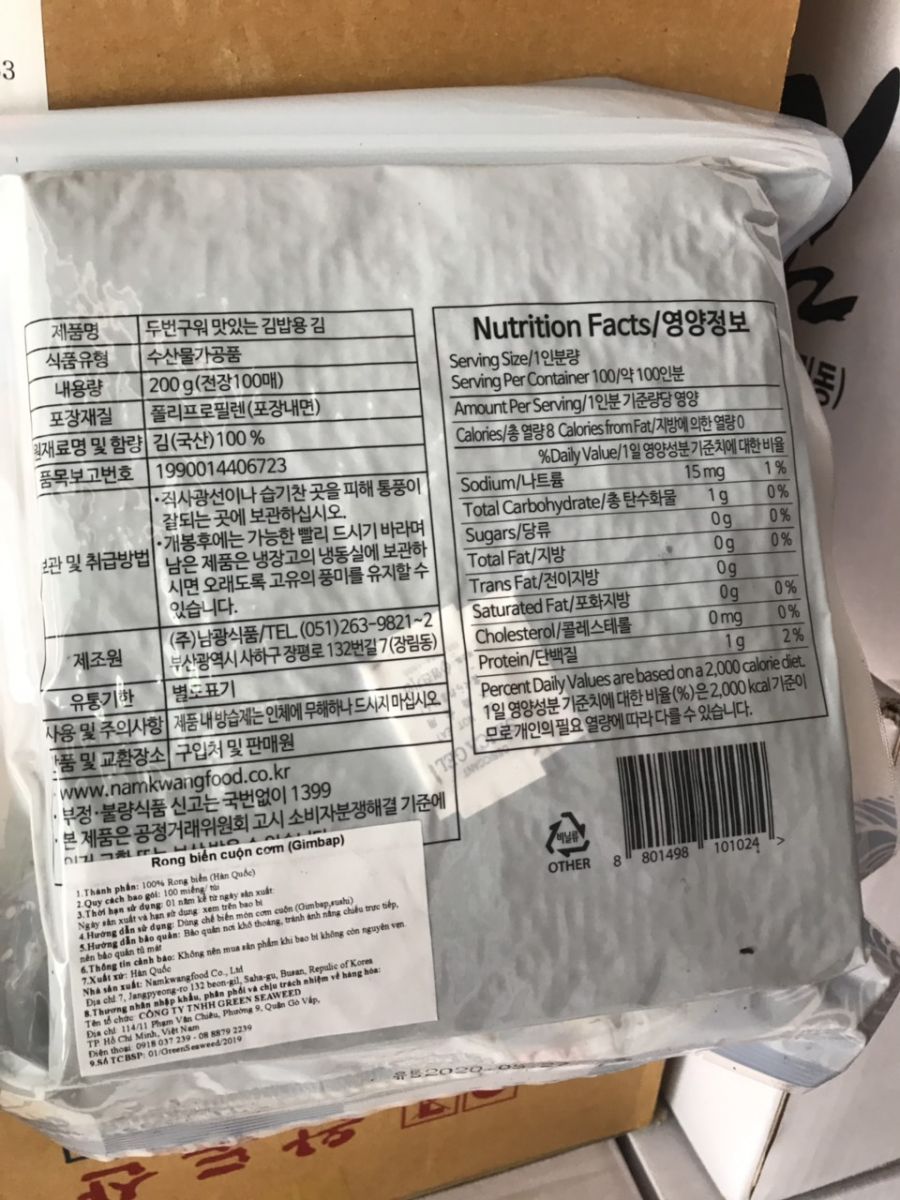 3
제품명 두번구워 맛있는 김밥용 김
식품유형 수산물가공품
내용량 200g(전장100매)
포장재질 폴리프로필렌(포장내면)
원재료명 및 함량 김(국산)100%
품목보고번호 1990014406723
보관 및 취급방법
·직사광선이나 습기찬 곳을 피해 통풍이
잘되는 곳에 보관하십시오.
·개봉후에는 가능한 빨리 드시기 바라며
남은 제품은 냉장고의 냉동실에 보관하
시면 오래도록 고유의 풍미를 유지할 수
있습니다.
제조원 (주)남광식품/TEL.(051)263-9821~2
부산광역시 사하구 장평로 132번길 7(장림동)
유통기한 별도표기
사용 및 주의사항 제품 내 방습제는 인체에 무해하나 드시지 마십시오.
반품 및 교환장소 구입처 및 판매원
www.namkwangfood.co.kr
·부정·불량식품 신고는 국번없이 1399
·본 제품은 공정거래위원회 고시 소비자분쟁해결 기준에
Nutrition Facts/영양정보
Serving Size/1인분량
Serving Per Container 100/약 100인분
Amount Per Serving/1인분 기준량당 영양
Calories/총 열량 8 Calories from Fat/지방에 의한 열량 0
%Daily Value/1일 영양성분 기준치에 대한 비율
Sodium/나트륨 15 mg 1%
Total Carbohydrate/총 탄수화물 1 g 0%
Sugars/당류 0g 0%
Total Fat/지방 0g 0%
Trans Fat/전이지방 0g
Saturated Fat/포화지방 0g 0%
Cholesterol/콜레스테롤 0 mg 0%
Protein/단백질 1 g 2%
Percent Daily Values are based on a 2,000 calorie diet.
1일 영양성분 기준치에 대한 비율(%)은 2,000 kcal 기준이
므로 개인의 필요 열량에 따라 다를 수 있습니다.
비닐류
OTHER
8 801498 101024 >
Rong biển cuộn cơm (Gimbap)
1.Thành phần: 100% Rong biển (Hàn Quốc)
2.Quy cách bao gói: 100 miếng/ túi
3.Thời hạn sử dụng: 01 năm kể từ ngày sản xuất
Ngày sản xuất và hạn sử dụng: xem trên bao bì
4.Hướng dẫn sử dụng: Dùng chế biến món cơm cuộn (Gimbap,sushi)
5.Hướng dẫn bảo quản: Bảo quản nơi khô thoáng, tránh ánh nắng chiếu trực tiếp,
nên bảo quản tủ mát
6.Thông tin cảnh báo: Không nên mua sản phẩm khi bao bì không còn nguyên vẹn.
7.Xuất xứ: Hàn Quốc
Nhà sản xuất: Namkwangfood Co., Ltd
Địa chỉ 7, Jangpyeong-ro 132 beon-gil, Saha-gu, Busan, Repulic of Korea
8.Thương nhân nhập khẩu, phân phối và chịu trách nhiệm về hàng hóa:
Tên tổ chức: CÔNG TY TNHH GREEN SEAWEED
Địa chỉ: 114/11 Phạm Văn Chiêu, Phường 9, Quận Gò Vấp,
TP. Hồ Chí Minh, Việt Nam
Điện thoại: 0918 037 239 - 08 8879 2239
9.Số TCBSP: 01/GreenSeaweed/2019